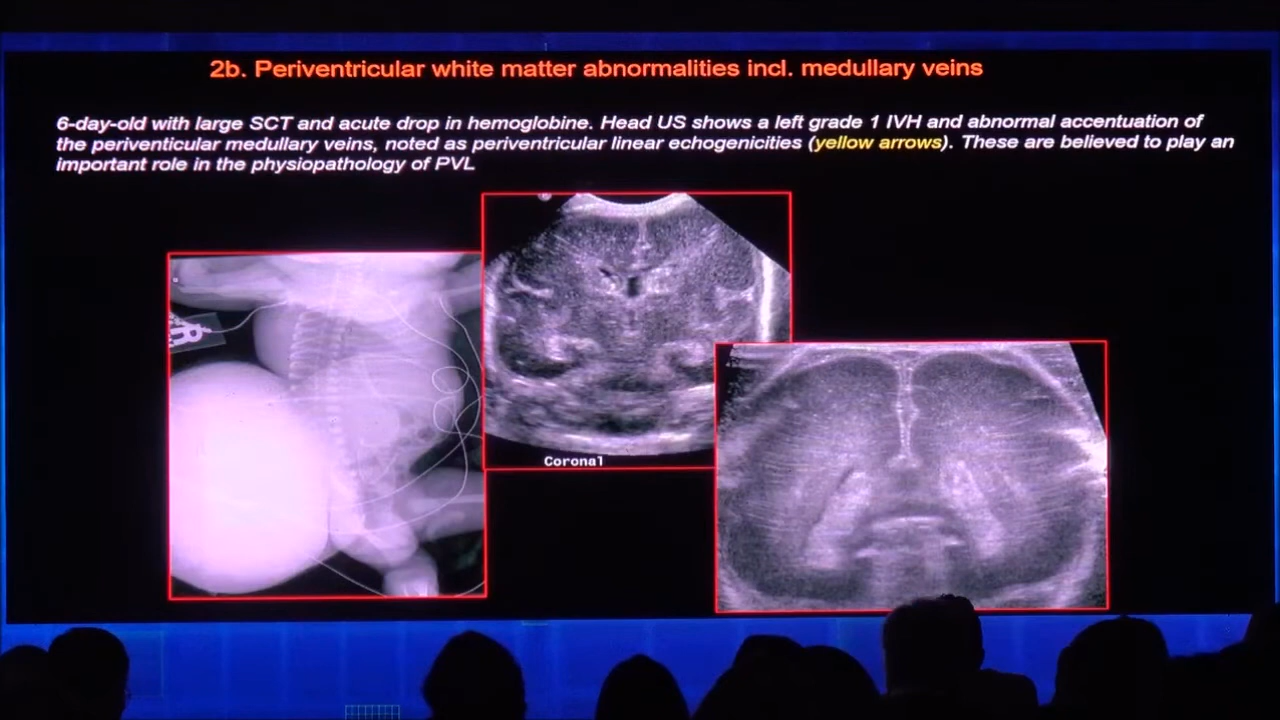 2b. Periventricular white matter abnormalities incl. medullary veins
6-day-old with large SCT and acute drop in hemoglobine. Head US shows a left grade 1 IVH and abnormal accentuation of
the periventicular medullary veins, noted as periventricular linear echogenicities (yellow arrows). These are believed to play an
important role in the physiopathology of PVL
R
Coronal